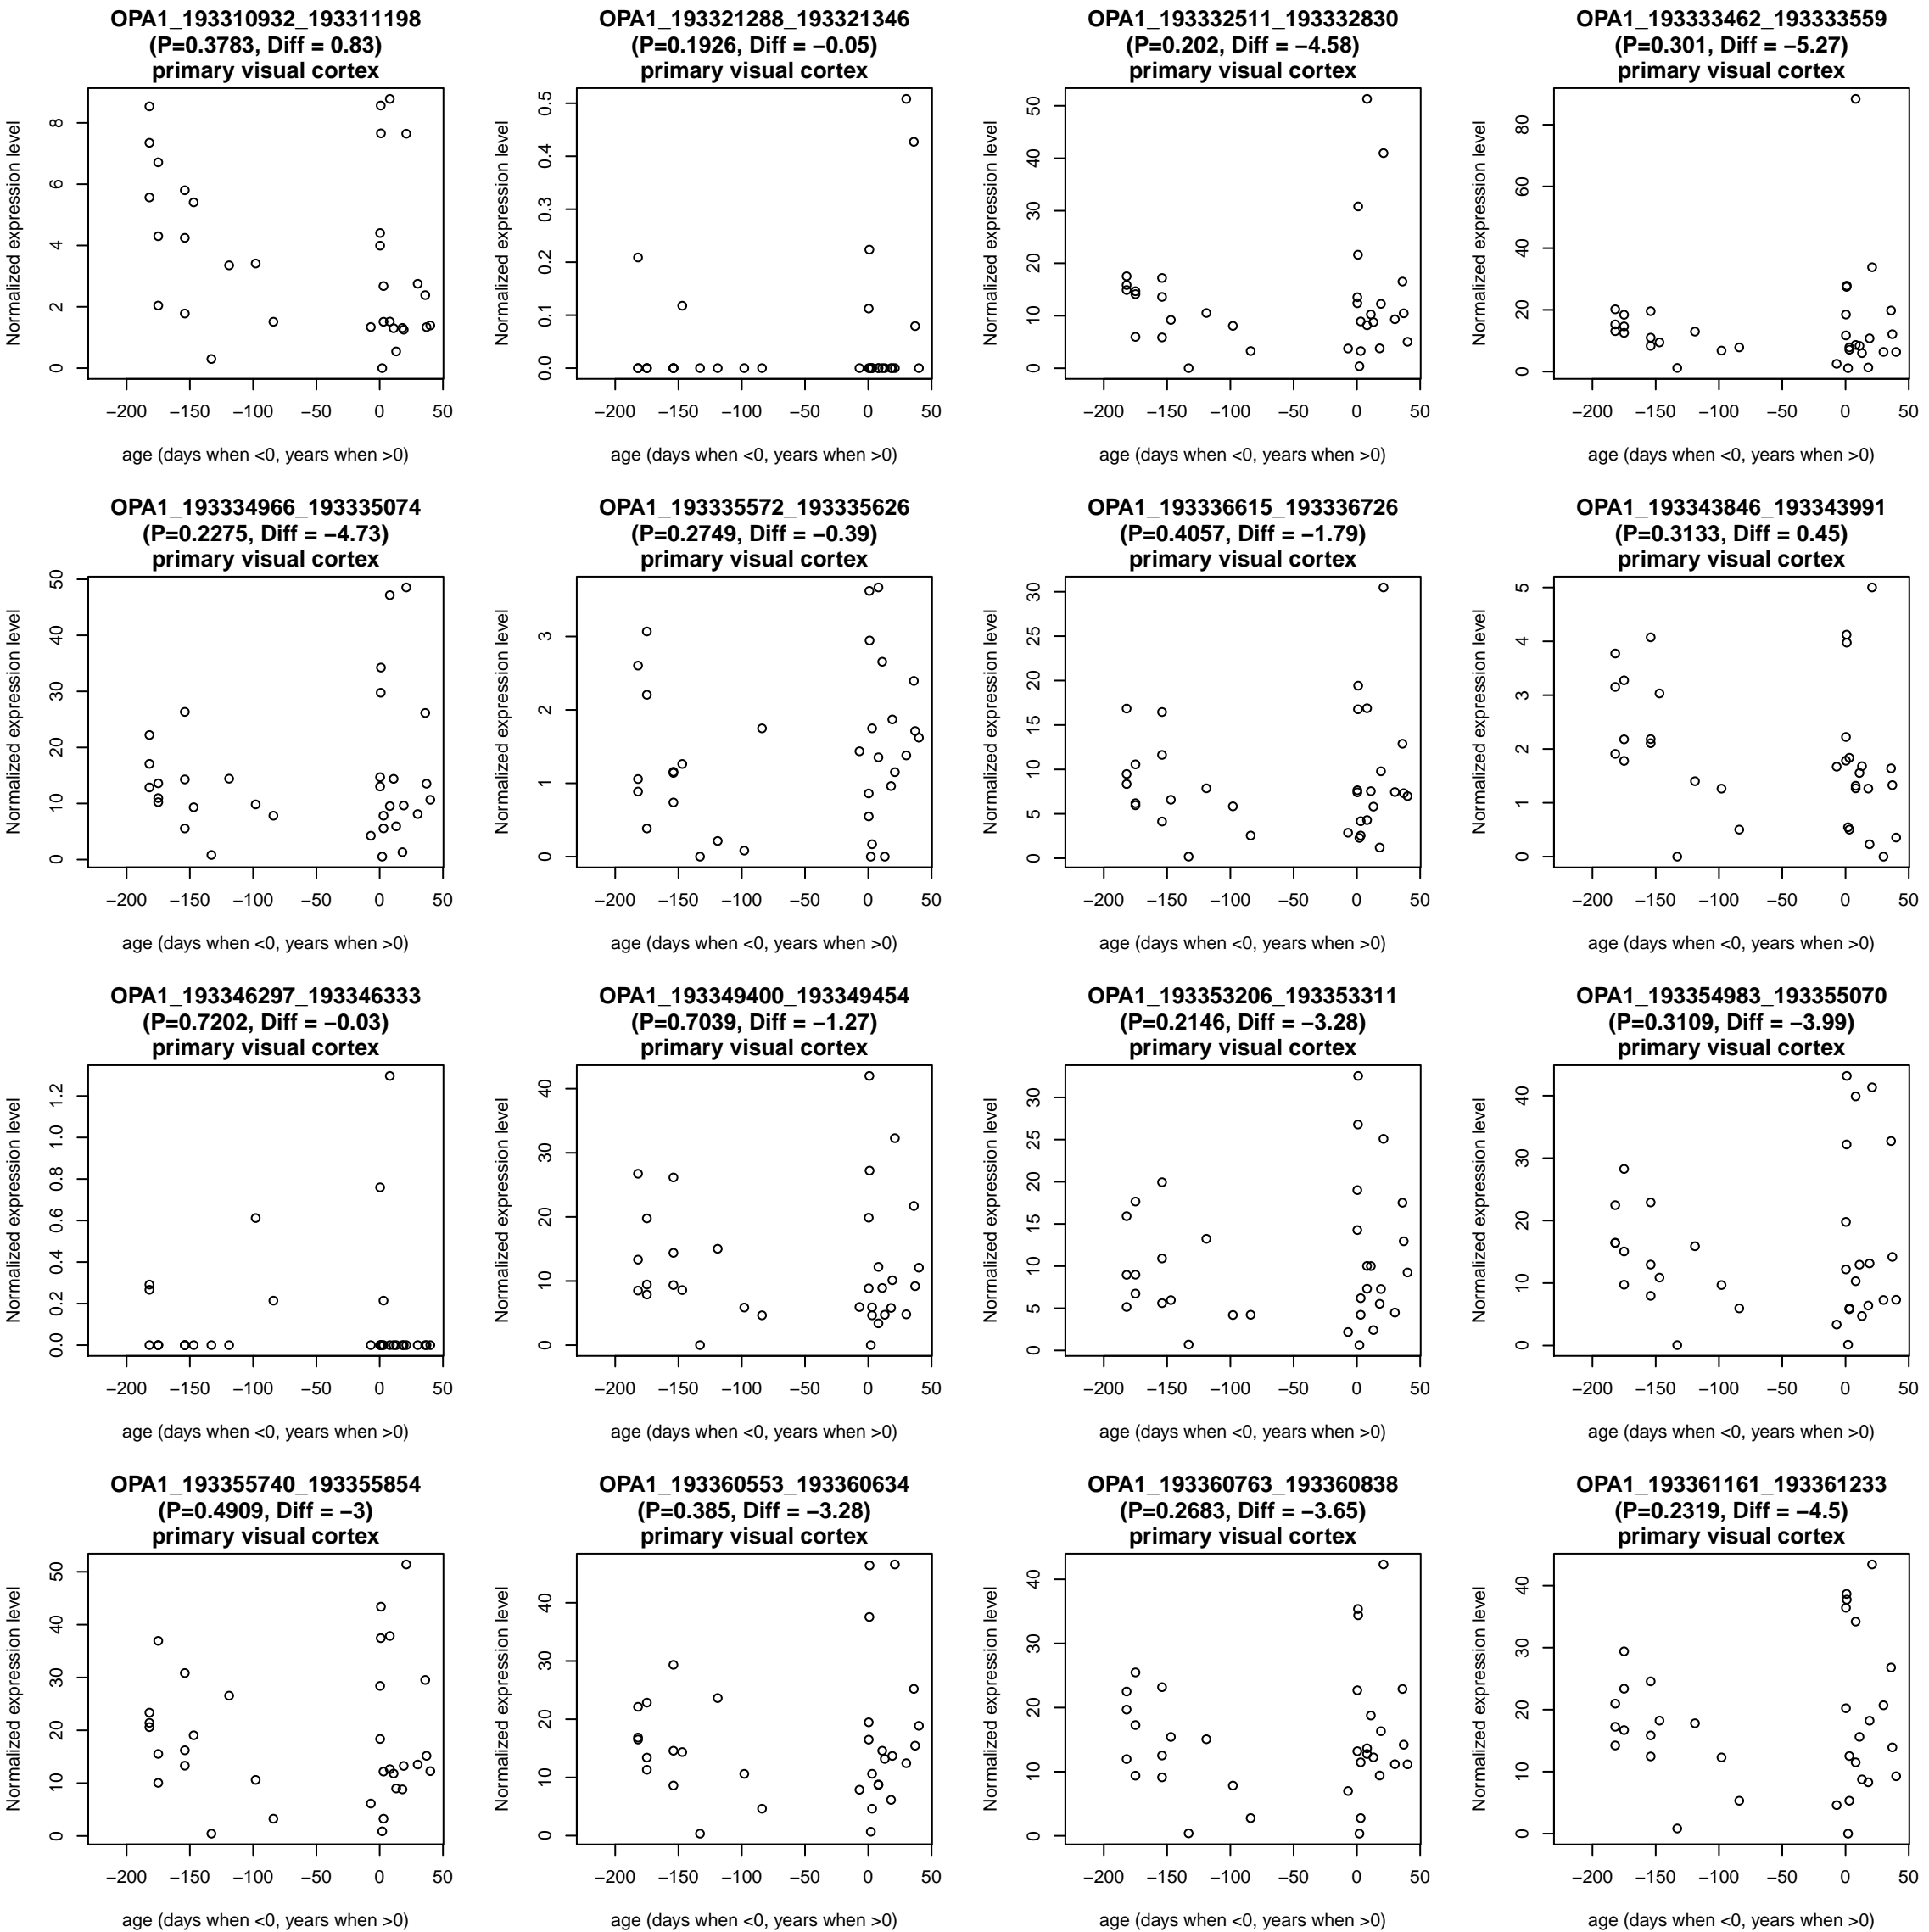 OPA1_193310932_193311198
(P=0.3783, Diff = 0.83)
primary visual cortex
Normalized expression level
0 2 4 6 8
−200 −150 −100 −50 0 50
age (days when <0, years when >0)
OPA1_193321288_193321346
(P=0.1926, Diff = −0.05)
primary visual cortex
Normalized expression level
0.0 0.1 0.2 0.3 0.4 0.5
−200 −150 −100 −50 0 50
age (days when <0, years when >0)
OPA1_193332511_193332830
(P=0.202, Diff = −4.58)
primary visual cortex
Normalized expression level
0 10 20 30 40 50
−200 −150 −100 −50 0 50
age (days when <0, years when >0)
OPA1_193333462_193333559
(P=0.301, Diff = −5.27)
primary visual cortex
Normalized expression level
0 20 40 60 80
−200 −150 −100 −50 0 50
age (days when <0, years when >0)
OPA1_193334966_193335074
(P=0.2275, Diff = −4.73)
primary visual cortex
Normalized expression level
0 10 20 30 40 50
−200 −150 −100 −50 0 50
age (days when <0, years when >0)
OPA1_193335572_193335626
(P=0.2749, Diff = −0.39)
primary visual cortex
Normalized expression level
0 1 2 3
−200 −150 −100 −50 0 50
age (days when <0, years when >0)
OPA1_193336615_193336726
(P=0.4057, Diff = −1.79)
primary visual cortex
Normalized expression level
0 5 10 15 20 25 30
−200 −150 −100 −50 0 50
age (days when <0, years when >0)
OPA1_193343846_193343991
(P=0.3133, Diff = 0.45)
primary visual cortex
Normalized expression level
0 1 2 3 4 5
−200 −150 −100 −50 0 50
age (days when <0, years when >0)
OPA1_193346297_193346333
(P=0.7202, Diff = −0.03)
primary visual cortex
Normalized expression level
0.0 0.2 0.4 0.6 0.8 1.0 1.2
−200 −150 −100 −50 0 50
age (days when <0, years when >0)
OPA1_193349400_193349454
(P=0.7039, Diff = −1.27)
primary visual cortex
Normalized expression level
0 10 20 30 40
−200 −150 −100 −50 0 50
age (days when <0, years when >0)
OPA1_193353206_193353311
(P=0.2146, Diff = −3.28)
primary visual cortex
Normalized expression level
0 5 10 15 20 25 30
−200 −150 −100 −50 0 50
age (days when <0, years when >0)
OPA1_193354983_193355070
(P=0.3109, Diff = −3.99)
primary visual cortex
Normalized expression level
0 10 20 30 40
−200 −150 −100 −50 0 50
age (days when <0, years when >0)
OPA1_193355740_193355854
(P=0.4909, Diff = −3)
primary visual cortex
Normalized expression level
0 10 20 30 40 50
−200 −150 −100 −50 0 50
age (days when <0, years when >0)
OPA1_193360553_193360634
(P=0.385, Diff = −3.28)
primary visual cortex
Normalized expression level
0 10 20 30 40
−200 −150 −100 −50 0 50
age (days when <0, years when >0)
OPA1_193360763_193360838
(P=0.2683, Diff = −3.65)
primary visual cortex
Normalized expression level
0 10 20 30 40
−200 −150 −100 −50 0 50
age (days when <0, years when >0)
OPA1_193361161_193361233
(P=0.2319, Diff = −4.5)
primary visual cortex
Normalized expression level
0 10 20 30 40
−200 −150 −100 −50 0 50
age (days when <0, years when >0)